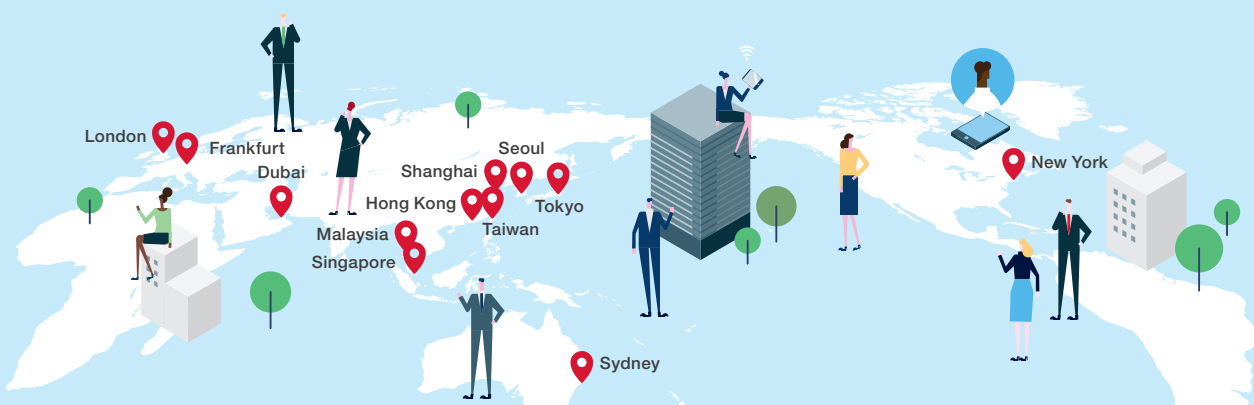 London
Frankfurt
Dubai
Seoul
Shanghai
Hong Kong
Tokyo
Taiwan
Malaysia
Singapore
Sydney
New York